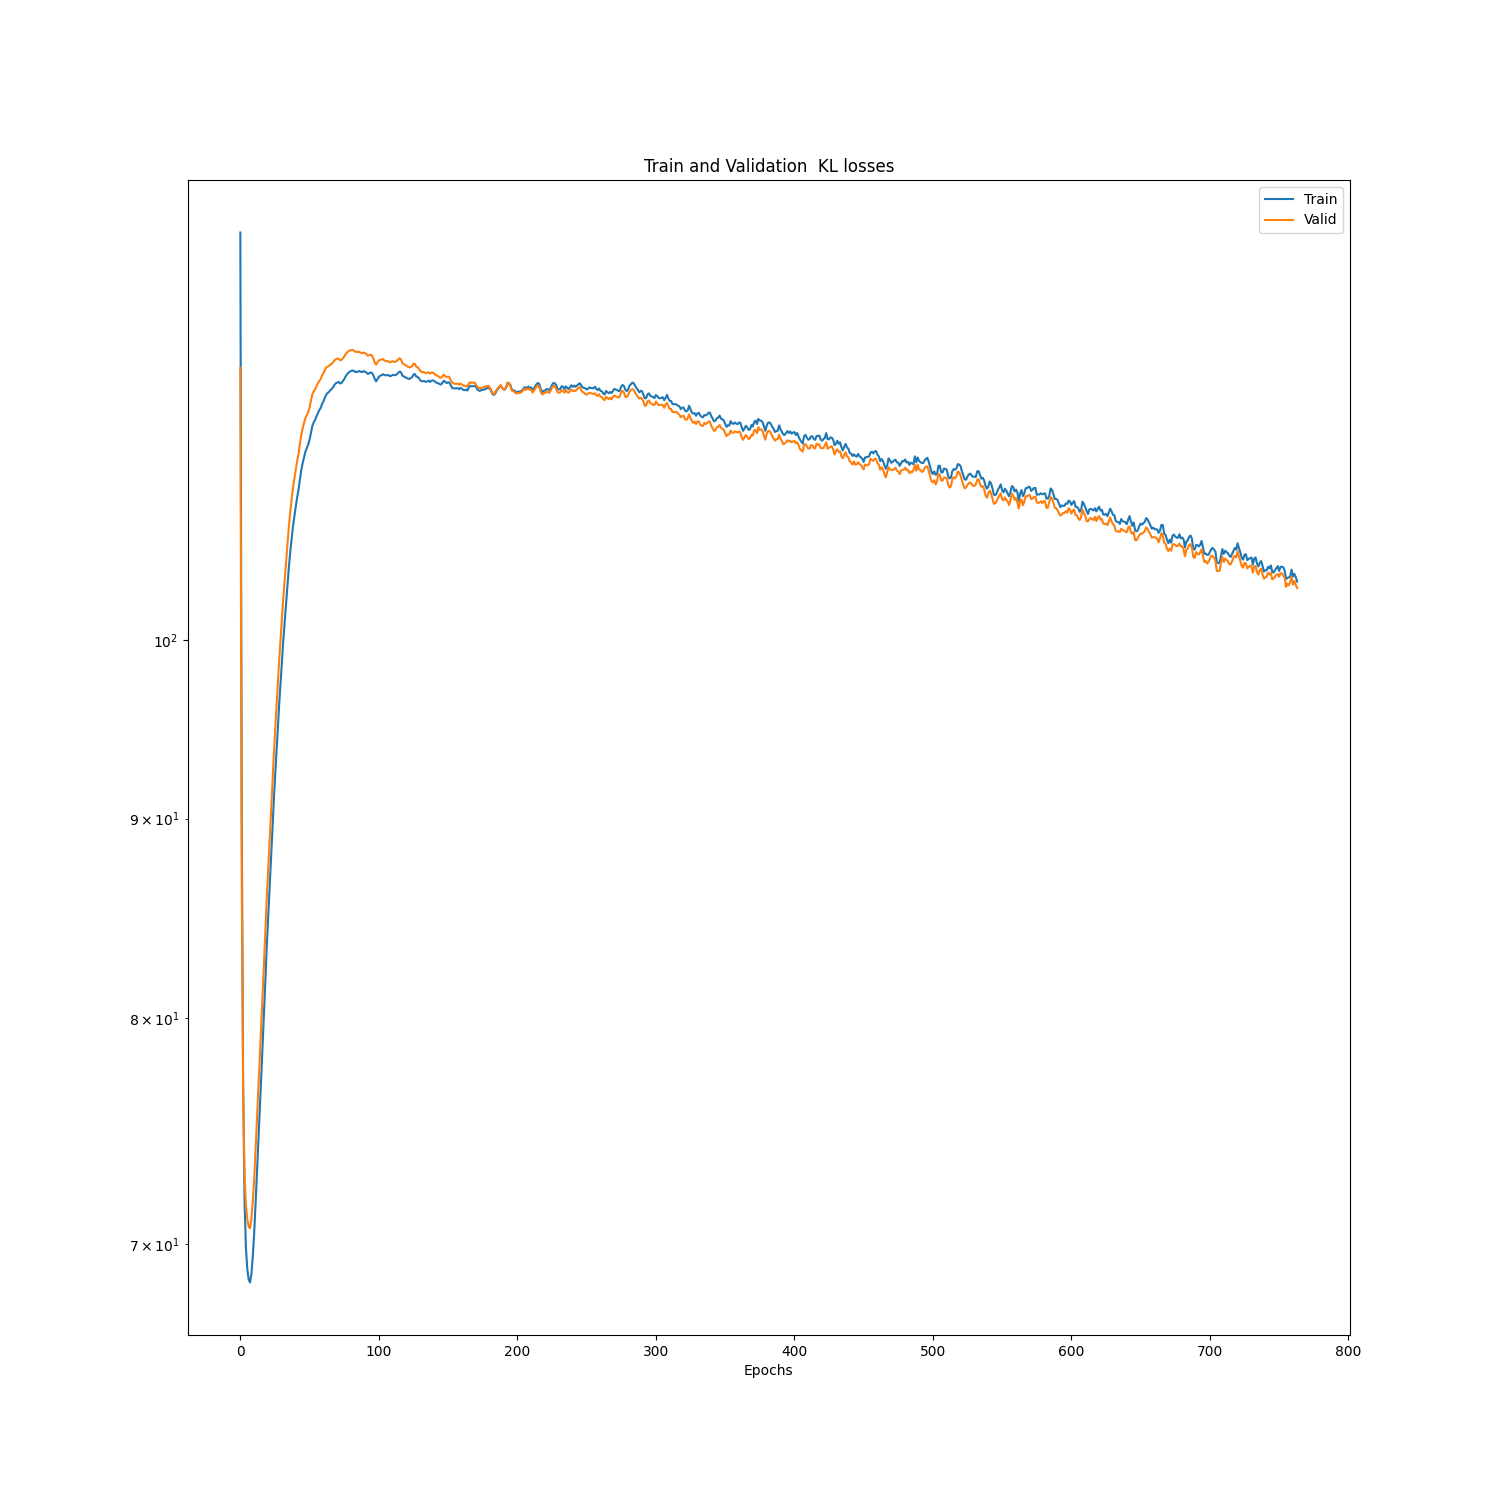 Train and Validation  KL losses
Train
Valid
10²
9 × 10¹
8 × 10¹
7 × 10¹
0 100 200 300 400 500 600 700 800
Epochs